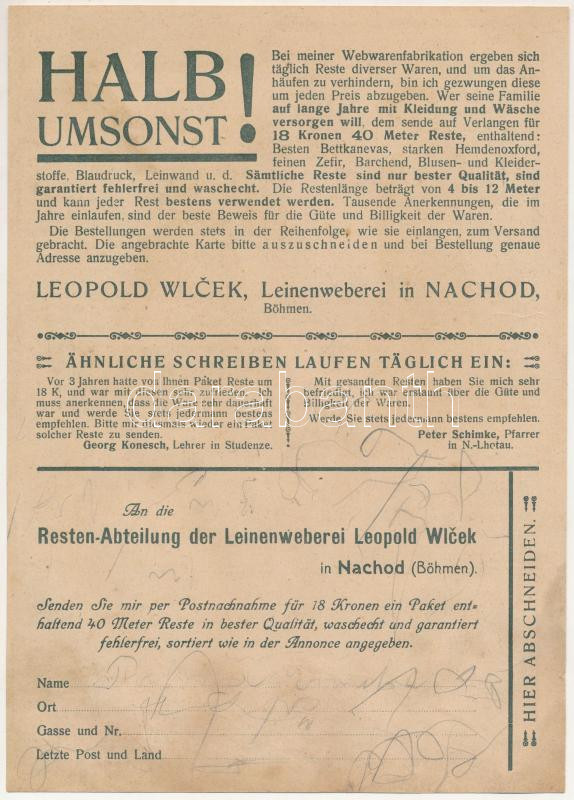 HALB
UMSONST!
Bei meiner Webwarenfabrikation ergeben sich
täglich Reste diverser Waren, und um das An-
häufen zu verhindern, bin ich gezwungen diese
um jeden Preis abzugeben. Wer seine Familie
auf lange Jahre mit Kleidung und Wäsche
versorgen will, dem sende auf Verlangen für
18 Kronen 40 Meter Reste, enthaltend:
Besten Bettkanevas, starken Hemdenoxford,
feinen Zefir, Barchend, Blusen- und Kleider-
stoffe, Blaudruck, Leinwand u. d. Sämtliche Reste sind nur bester Qualität, sind
garantiert fehlerfrei und waschecht. Die Restenlänge beträgt von 4 bis 12 Meter
und kann jeder Rest bestens verwendet werden. Tausende Anerkennungen, die im
Jahre einlaufen, sind der beste Beweis für die Güte und Billigkeit der Waren.
Die Bestellungen werden stets in der Reihenfolge, wie sie einlangen, zum Versand
gebracht. Die angebrachte Karte bitte auszuschneiden und bei Bestellung genaue
Adresse anzugeben.
LEOPOLD WLČEK, Leinenweberei in NACHOD,
Böhmen.
ÄHNLICHE SCHREIBEN LAUFEN TÄGLICH EIN:
Vor 3 Jahren hatte von Ihnen Paket Reste um
18 K, und war mit diesen sehr zufrieden. Ich
muss anerkennen, dass die Ware sehr dauerhaft
war und werde Sie stets jedermann bestens
empfehlen. Bitte mir abermals wieder ein Paket
solcher Reste zu senden.
Georg Konesch, Lehrer in Studenze.
Mit gesandten Resten haben Sie mich sehr
befriedigt, ich war erstaunt über die Güte und
Billigkeit der Waren.
Werde Sie stets jedermann bestens empfehlen.
Peter Schimke, Pfarrer
in N.-Lhotau.
darabanth
An die
Resten-Abteilung der Leinenweberei Leopold Wlček
in Nachod (Böhmen).
Senden Sie mir per Postnachnahme für 18 Kronen ein Paket ent-
haltend 40 Meter Reste in bester Qualität, waschecht und garantiert
fehlerfrei, sortiert wie in der Annonce angegeben.
Name
Ort
Gasse und Nr.
Letzte Post und Land
HIER ABSCHNEIDEN.